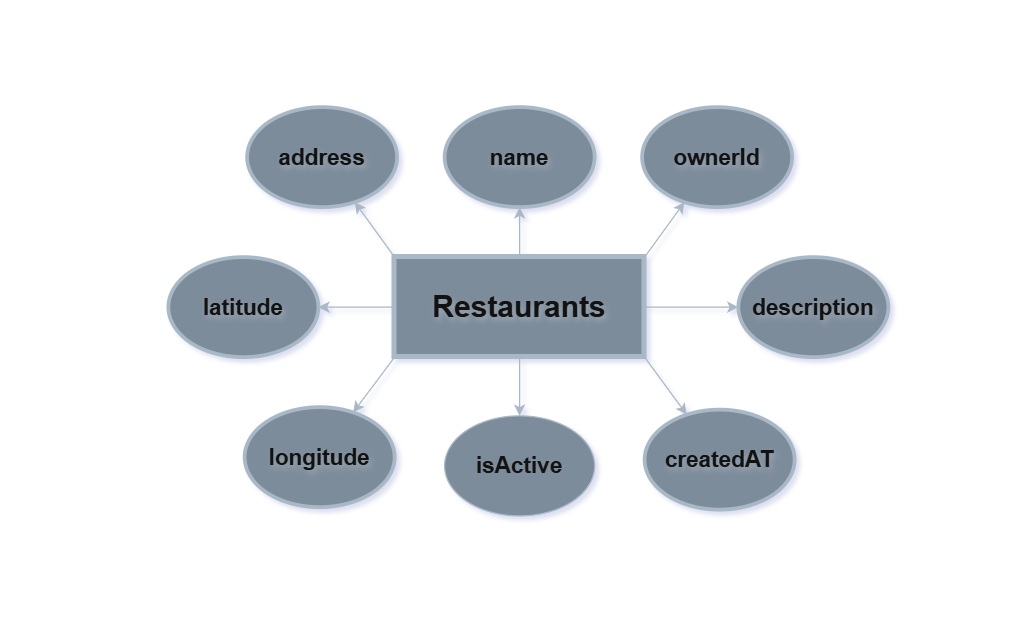 address
name
ownerId
latitude
Restaurants
description
longitude
isActive
createdAT